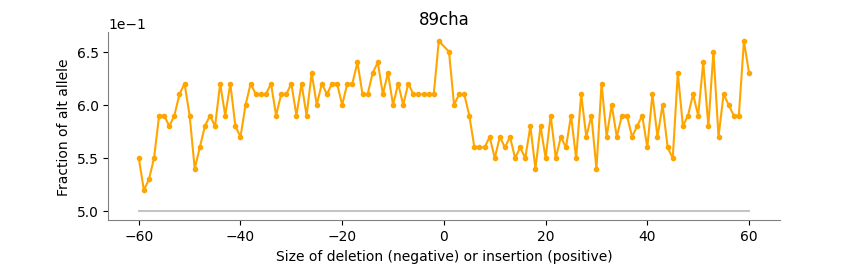 89cha
1e−1
6.5
6.0
5.5
5.0
Fraction of alt allele
−60 −40 −20 0 20 40 60
Size of deletion (negative) or insertion (positive)